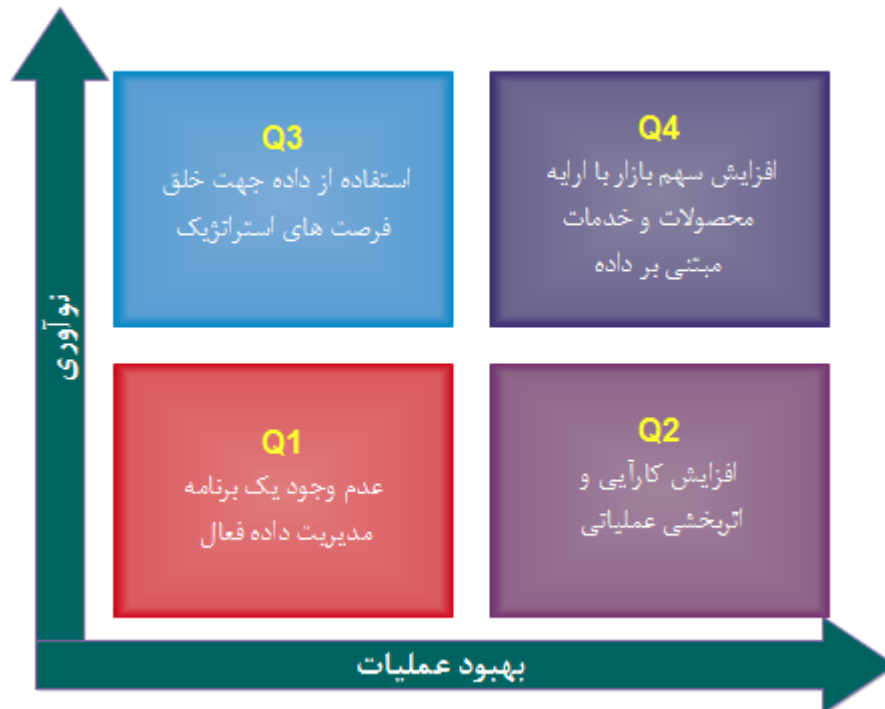 Q3
استفاده از داده جهت خلق
فرصت های استراتژیک
Q4
افزایش سهم بازار با ارایه
محصولات و خدمات
مبتنی بر داده
نوآوری
Q1
عدم وجود یک برنامه
مدیریت داده فعال
Q2
افزایش کارآیی و
اثربخشی عملیاتی
بهبود عملیات